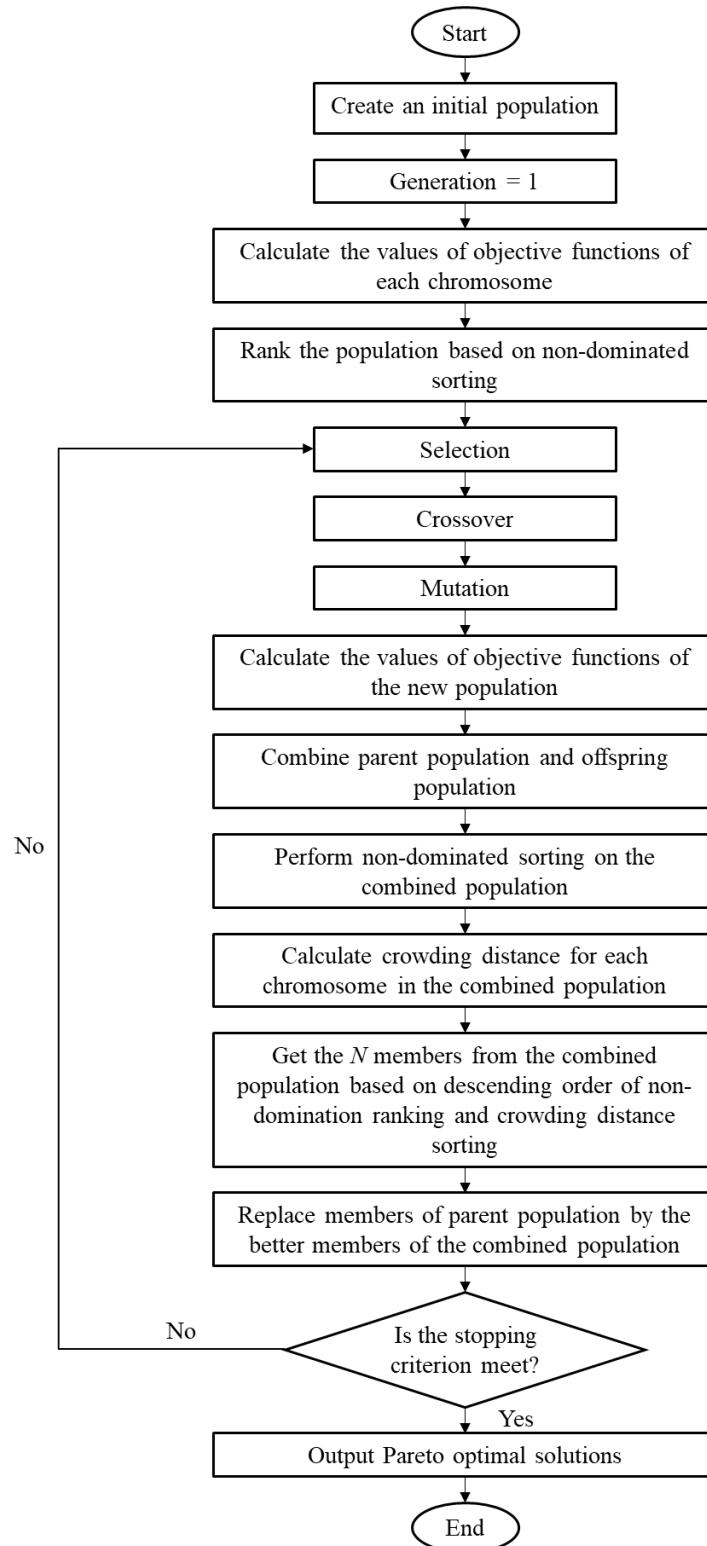 Start
Create an initial population
Generation = 1
Calculate the values of objective functions of
each chromosome
Rank the population based on non-dominated
sorting
Selection
Crossover
Mutation
Calculate the values of objective functions of
the new population
Combine parent population and offspring
population
No
Perform non-dominated sorting on the
combined population
Calculate crowding distance for each
chromosome in the combined population
Get the N members from the combined
population based on descending order of non-
domination ranking and crowding distance
sorting
Replace members of parent population by the
better members of the combined population
No
Is the stopping
criterion meet?
Yes
Output Pareto optimal solutions
End